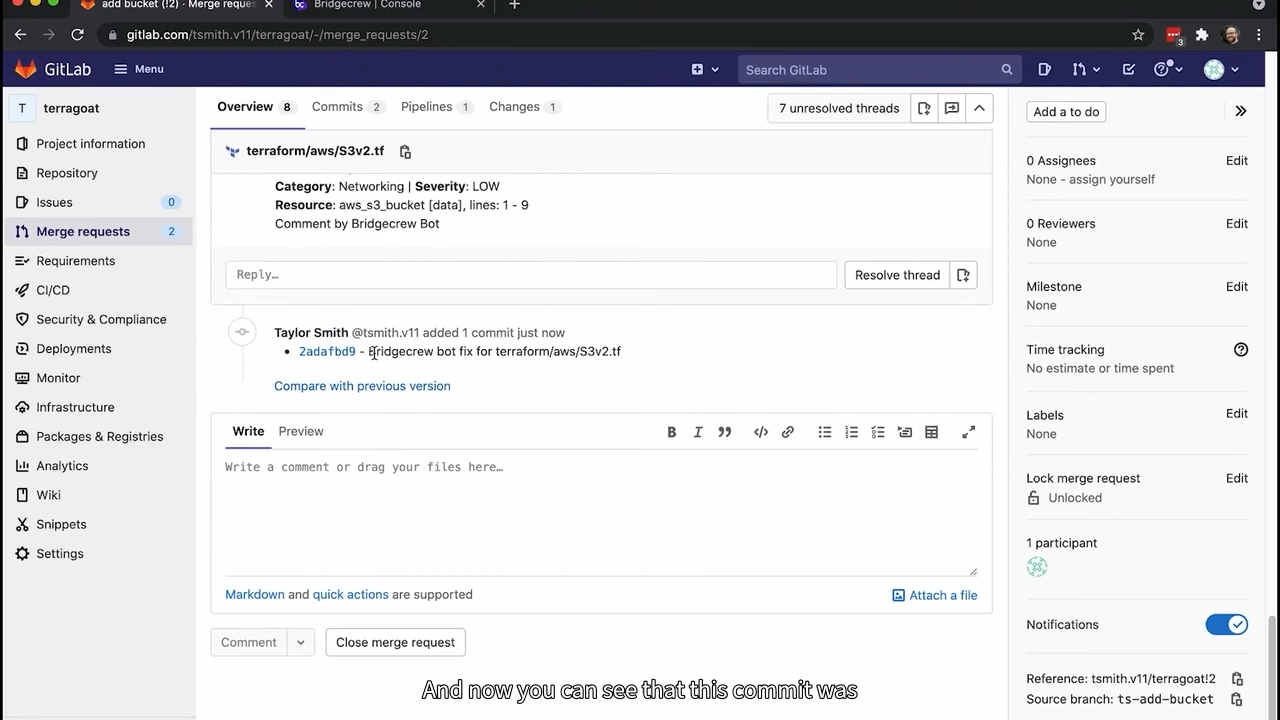 add bucket (!2) · Merge reques
Bridgecrew | Console
gitlab.com/tsmith.v11/terragoat/-/merge_requests/2
3
GitLab
Menu
Search GitLab
T
terragoat
Project information
Repository
Issues
0
Merge requests
2
Requirements
CI/CD
Security & Compliance
Deployments
Monitor
Infrastructure
Packages & Registries
Analytics
Wiki
Snippets
Settings
Overview 8
Commits 2
Pipelines 1
Changes 1
7 unresolved threads
terraform/aws/S3v2.tf
Category: Networking | Severity: LOW
Resource: aws_s3_bucket [data], lines: 1 - 9
Comment by Bridgecrew Bot
Reply…
Resolve thread
Taylor Smith @tsmith.v11 added 1 commit just now
2adafbd9 - Bridgecrew bot fix for terraform/aws/S3v2.tf
Compare with previous version
Write
Preview
Write a comment or drag your files here…
Markdown and quick actions are supported
Attach a file
Comment
Close merge request
Add a to do
0 Assignees
Edit
None - assign yourself
0 Reviewers
Edit
None
Milestone
Edit
None
Time tracking
No estimate or time spent
Labels
Edit
None
Lock merge request
Edit
Unlocked
1 participant
Notifications
Reference: tsmith.v11/terragoat!2
Source branch: ts-add-bucket
And now you can see that this commit was